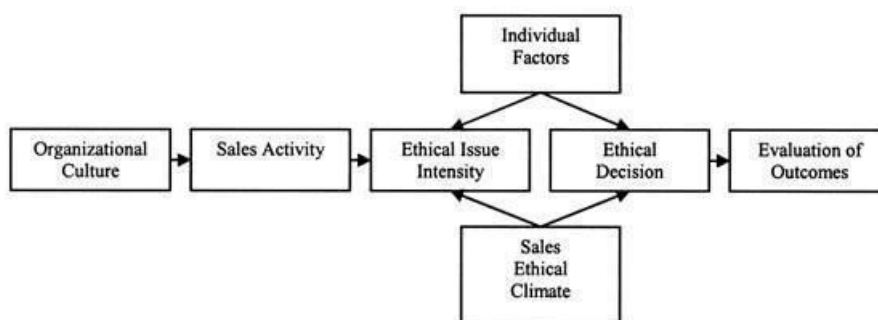 Individual
Factors
Organizational
Culture
Sales Activity
Ethical Issue
Intensity
Ethical
Decision
Evaluation of
Outcomes
Sales
Ethical
Climate